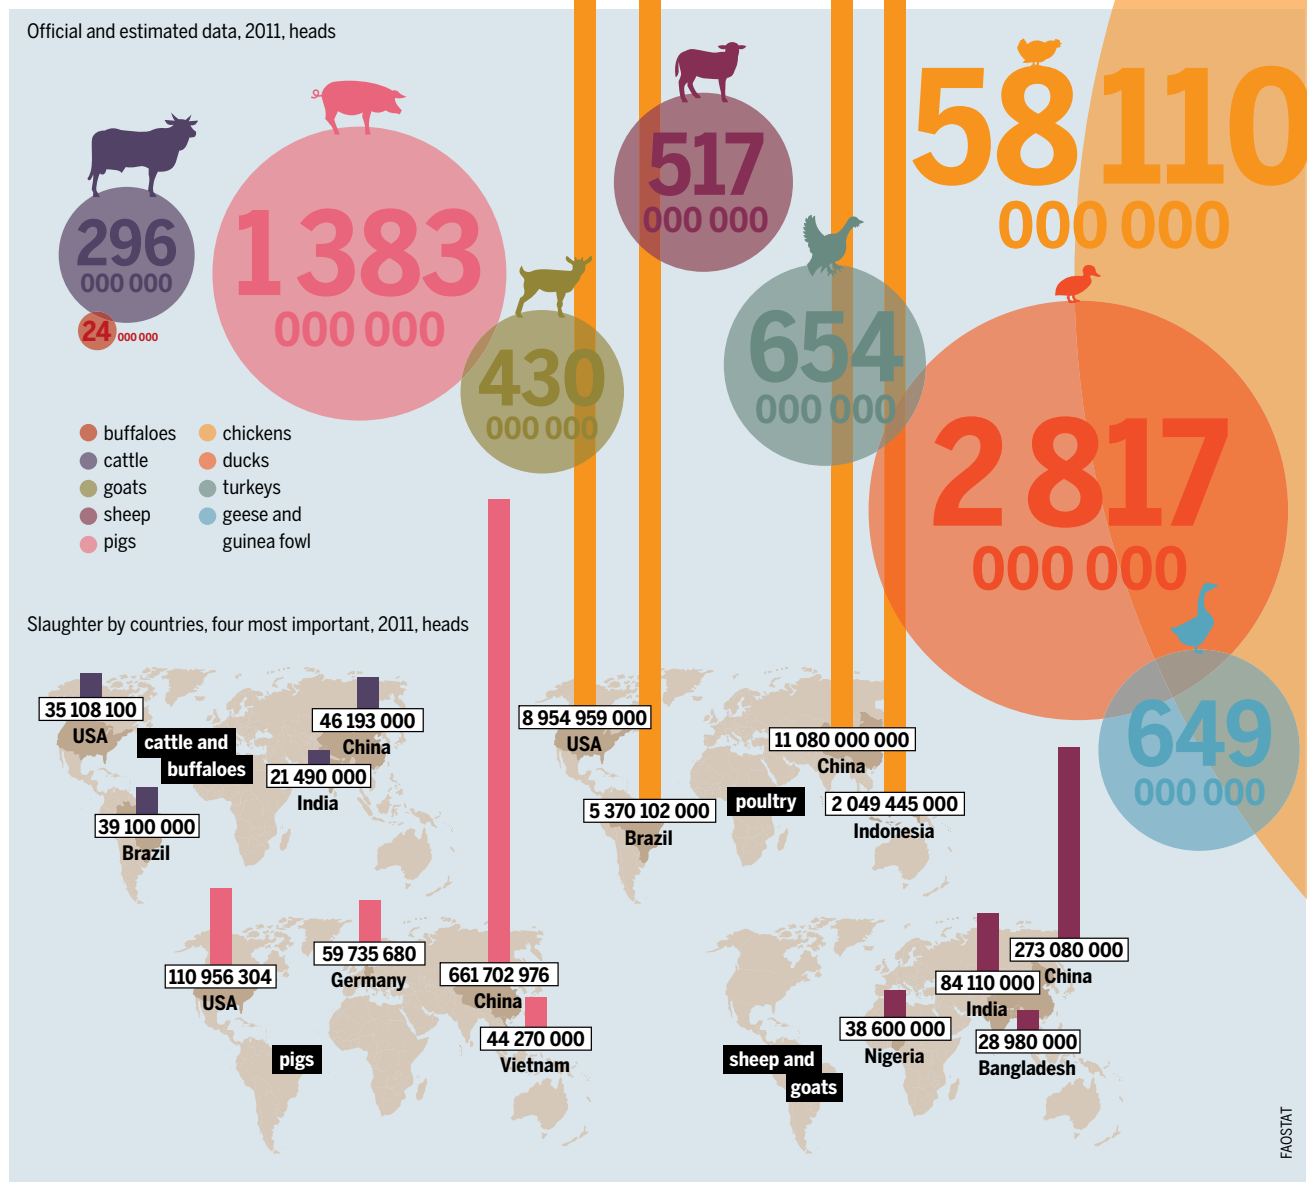 Official and estimated data, 2011, heads
58 110
000 000
517
000 000
296
000 000
1 383
000 000
24 000 000
430
000 000
654
000 000
2 817
000 000
649
000 000
buffaloes
cattle
goats
sheep
pigs
chickens
ducks
turkeys
geese and
guinea fowl
Slaughter by countries, four most important, 2011, heads
cattle and
buffaloes
35 108 100
USA
46 193 000
China
21 490 000
India
39 100 000
Brazil
poultry
8 954 959 000
USA
11 080 000 000
China
5 370 102 000
Brazil
2 049 445 000
Indonesia
pigs
110 956 304
USA
59 735 680
Germany
661 702 976
China
44 270 000
Vietnam
sheep and
goats
273 080 000
China
84 110 000
India
38 600 000
Nigeria
28 980 000
Bangladesh
FAOSTAT